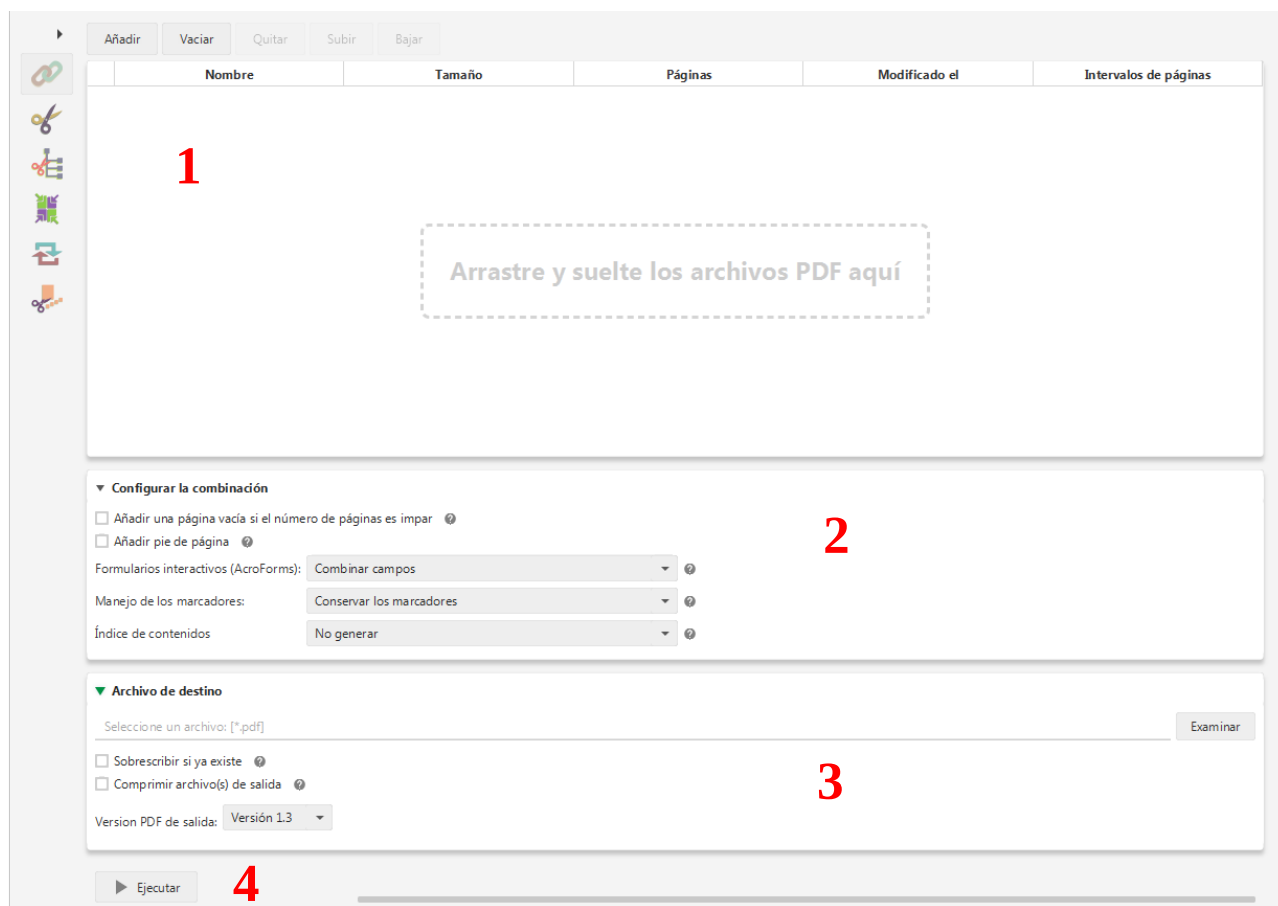 Añadir Vaciar Quitar Subir Bajar
Nombre Tamaño Páginas Modificado el Intervalos de páginas
1
Arrastre y suelte los archivos PDF aquí
Configurar la combinación
Añadir una página vacía si el número de páginas es impar
2
Añadir pie de página
Formularios interactivos (AcroForms): Combinar campos
Manejo de los marcadores: Conservar los marcadores
Índice de contenidos No generar
Archivo de destino
Seleccione un archivo: [*.pdf] Examinar
Sobrescribir si ya existe
3
Comprimir archivo(s) de salida
Version PDF de salida: Versión 1.3
Ejecutar 4